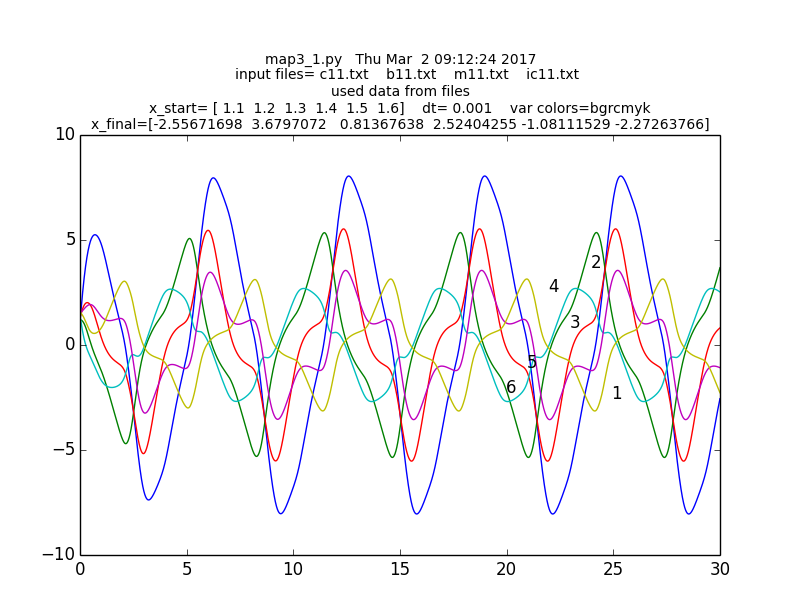 map3_1.py   Thu Mar  2 09:12:24 2017
input files= c11.txt    b11.txt    m11.txt    ic11.txt
used data from files
x_start= [ 1.1  1.2  1.3  1.4  1.5  1.6]    dt= 0.001    var colors=bgrcmyk
x_final=[-2.55671698  3.6797072   0.81367638  2.52404255 -1.08111529 -2.27263766]
10
5
0
−5
−10
2
4
3
5
6
1
0 5 10 15 20 25 30